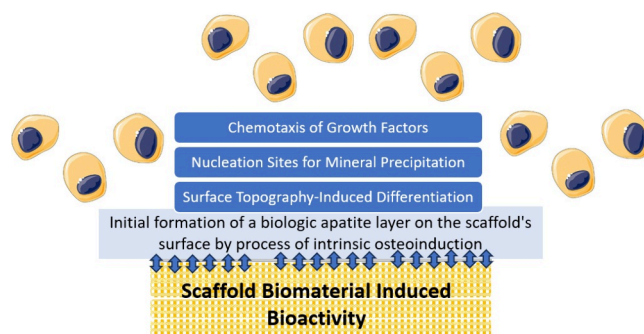 Chemotaxis of Growth Factors
Nucleation Sites for Mineral Precipitation
Surface Topography-Induced Differentiation
Initial formation of a biologic apatite layer on the scaffold's
surface by process of intrinsic osteoinduction
Scaffold Biomaterial Induced
Bioactivity